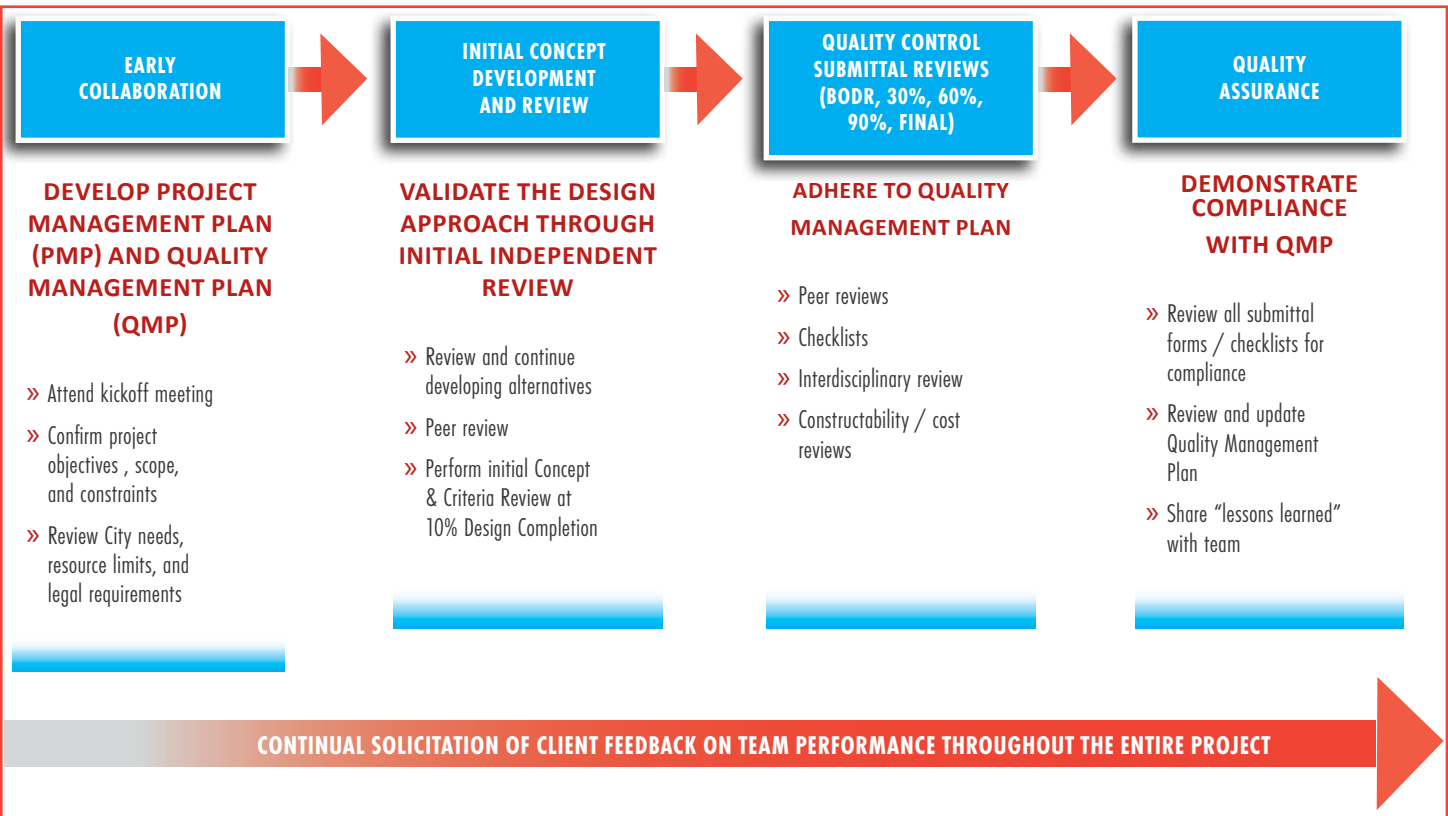 EARLY
COLLABORATION
DEVELOP PROJECT
MANAGEMENT PLAN
(PMP) AND QUALITY
MANAGEMENT PLAN
(QMP)
» Attend kickoff meeting
» Confirm project
objectives , scope,
and constraints
» Review City needs,
resource limits, and
legal requirements
INITIAL CONCEPT
DEVELOPMENT
AND REVIEW
VALIDATE THE DESIGN
APPROACH THROUGH
INITIAL INDEPENDENT
REVIEW
» Review and continue
developing alternatives
» Peer review
» Perform initial Concept
& Criteria Review at
10% Design Completion
QUALITY CONTROL
SUBMITTAL REVIEWS
(BODR, 30%, 60%,
90%, FINAL)
ADHERE TO QUALITY
MANAGEMENT PLAN
» Peer reviews
» Checklists
» Interdisciplinary review
» Constructability / cost
reviews
QUALITY
ASSURANCE
DEMONSTRATE
COMPLIANCE
WITH QMP
» Review all submittal
forms / checklists for
compliance
» Review and update
Quality Management
Plan
» Share “lessons learned”
with team
CONTINUAL SOLICITATION OF CLIENT FEEDBACK ON TEAM PERFORMANCE THROUGHOUT THE ENTIRE PROJECT